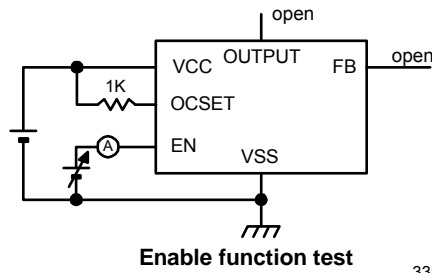 open
OUTPUT
VCC
FB
open
1K
OCSET
A
EN
VSS
Enable function test
33